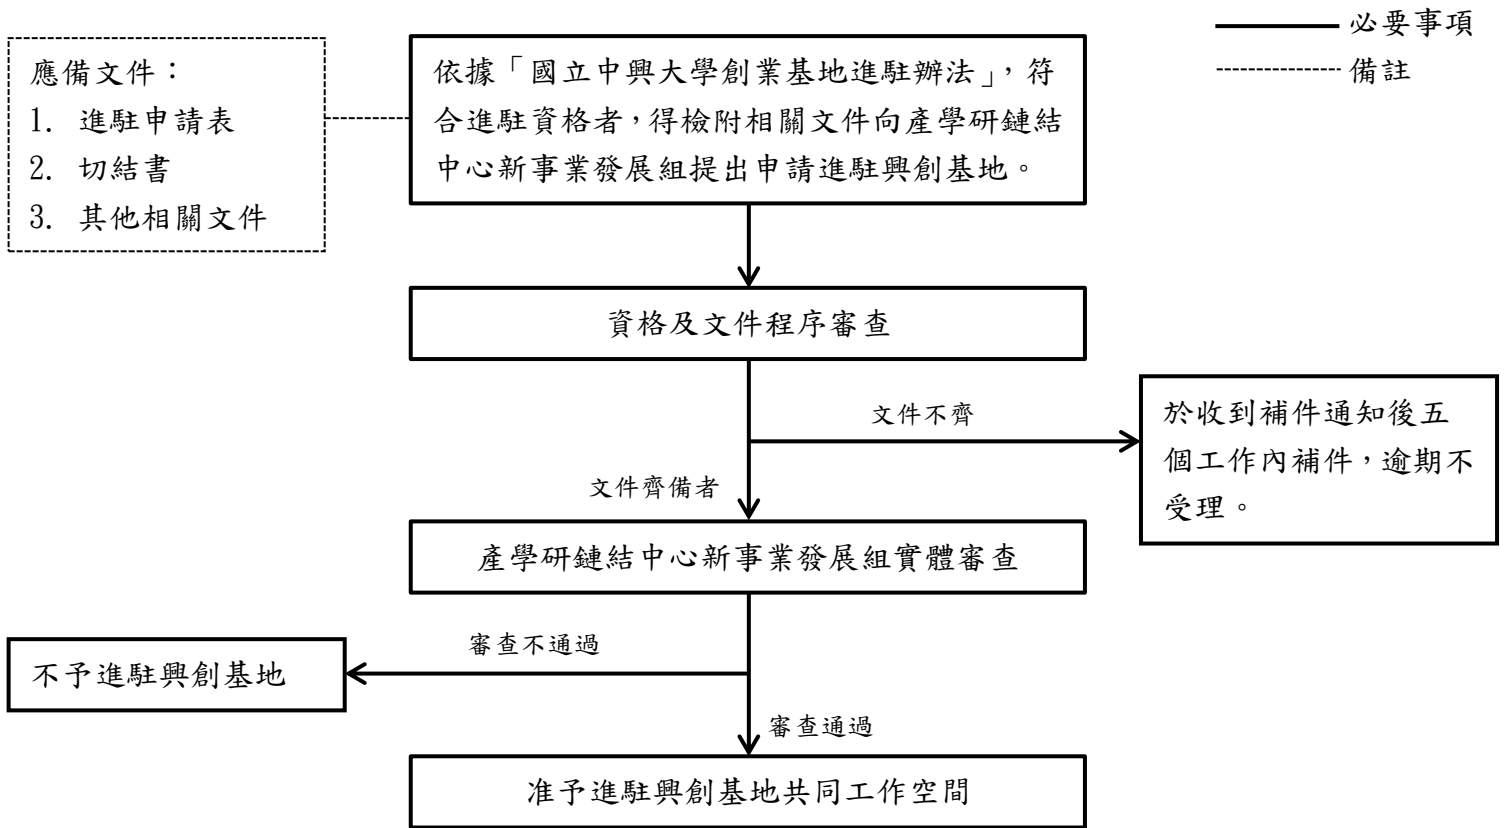 必要事項
備註
應備文件：
1. 進駐申請表
2. 切結書
3. 其他相關文件
依據「國立中興大學創業基地進駐辦法」，符
合進駐資格者，得檢附相關文件向產學研鏈結
中心新事業發展組提出申請進駐興創基地。
資格及文件程序審查
文件不齊
於收到補件通知後五
個工作內補件，逾期不
受理。
文件齊備者
產學研鏈結中心新事業發展組實體審查
審查不通過
不予進駐興創基地
審查通過
准予進駐興創基地共同工作空間